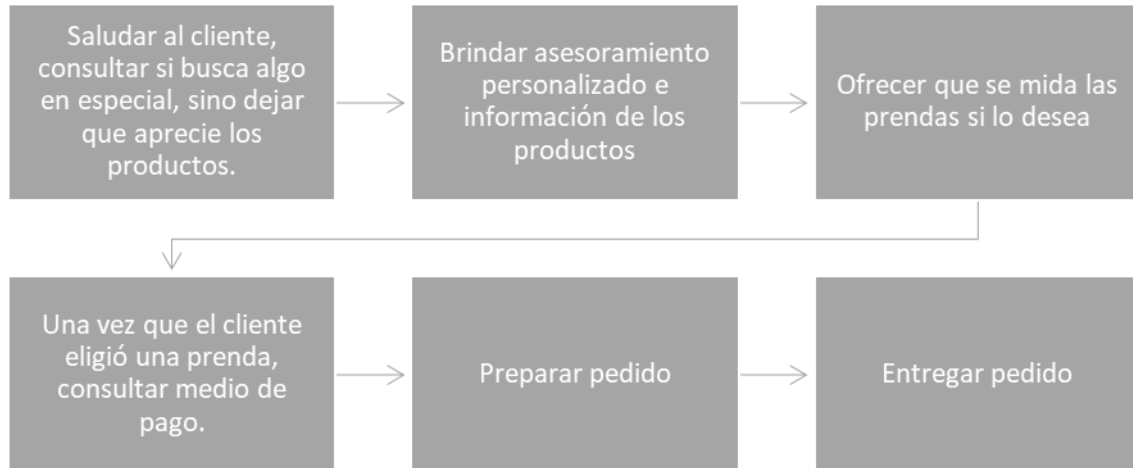 Saludar al cliente,
consultar si busca algo
en especial, sino dejar
que aprecie los
productos.
Brindar asesoramiento
personalizado e
información de los
productos
Ofrecer que se mida las
prendas si lo desea
Una vez que el cliente
eligió una prenda,
consultar medio de
pago.
Preparar pedido
Entregar pedido